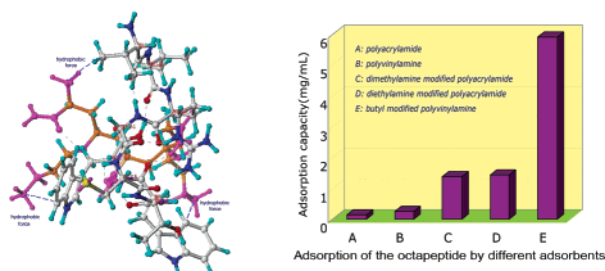 hydrophobic
force
hydrophobic
force
hydrophobic
force
Adsorption capacity(mg/mL)
6
5
4
3
2
1
0
A: polyacrylamide
B: polyvinylamine
C: dimethylamine modified polyacrylamide
D: diethylamine modified polyacrylamide
E: butyl modified polyvinylamine
A B C D E
Adsorption of the octapeptide by different adsorbents